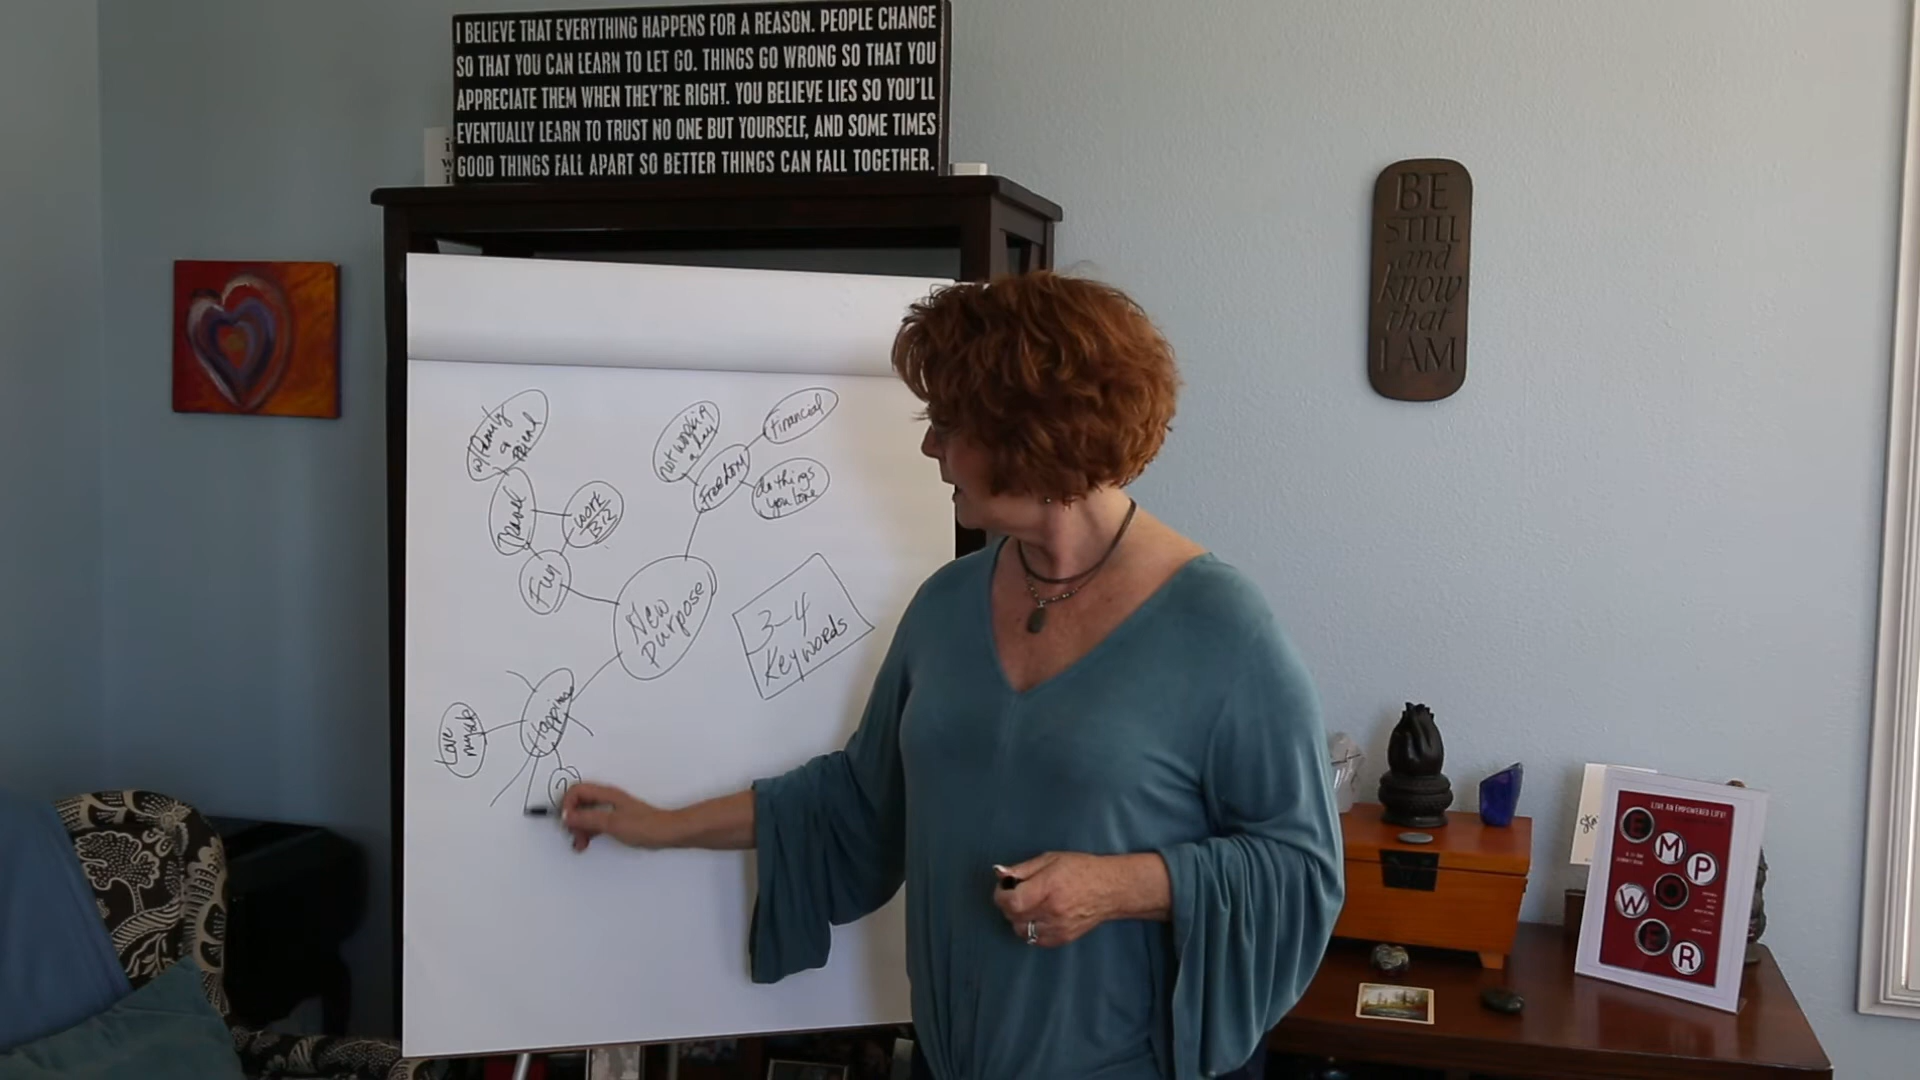 I BELIEVE THAT EVERYTHING HAPPENS FOR A REASON. PEOPLE CHANGE
SO THAT YOU CAN LEARN TO LET GO. THINGS GO WRONG SO THAT YOU
APPRECIATE THEM WHEN THEY'RE RIGHT. YOU BELIEVE LIES SO YOU'LL
EVENTUALLY LEARN TO TRUST NO ONE BUT YOURSELF, AND SOME TIMES
GOOD THINGS FALL APART SO BETTER THINGS CAN FALL TOGETHER.
BE
STILL
and
know
that
I AM
w/ Family
Travel
WORK
Fun
not workin
a
Financial
Freedom
do things
you love
New
purpose
3-4
Keywords
Love
myself
?
LIVE AN EMPOWERED LIFE!
E
M
P
W
O
E
R